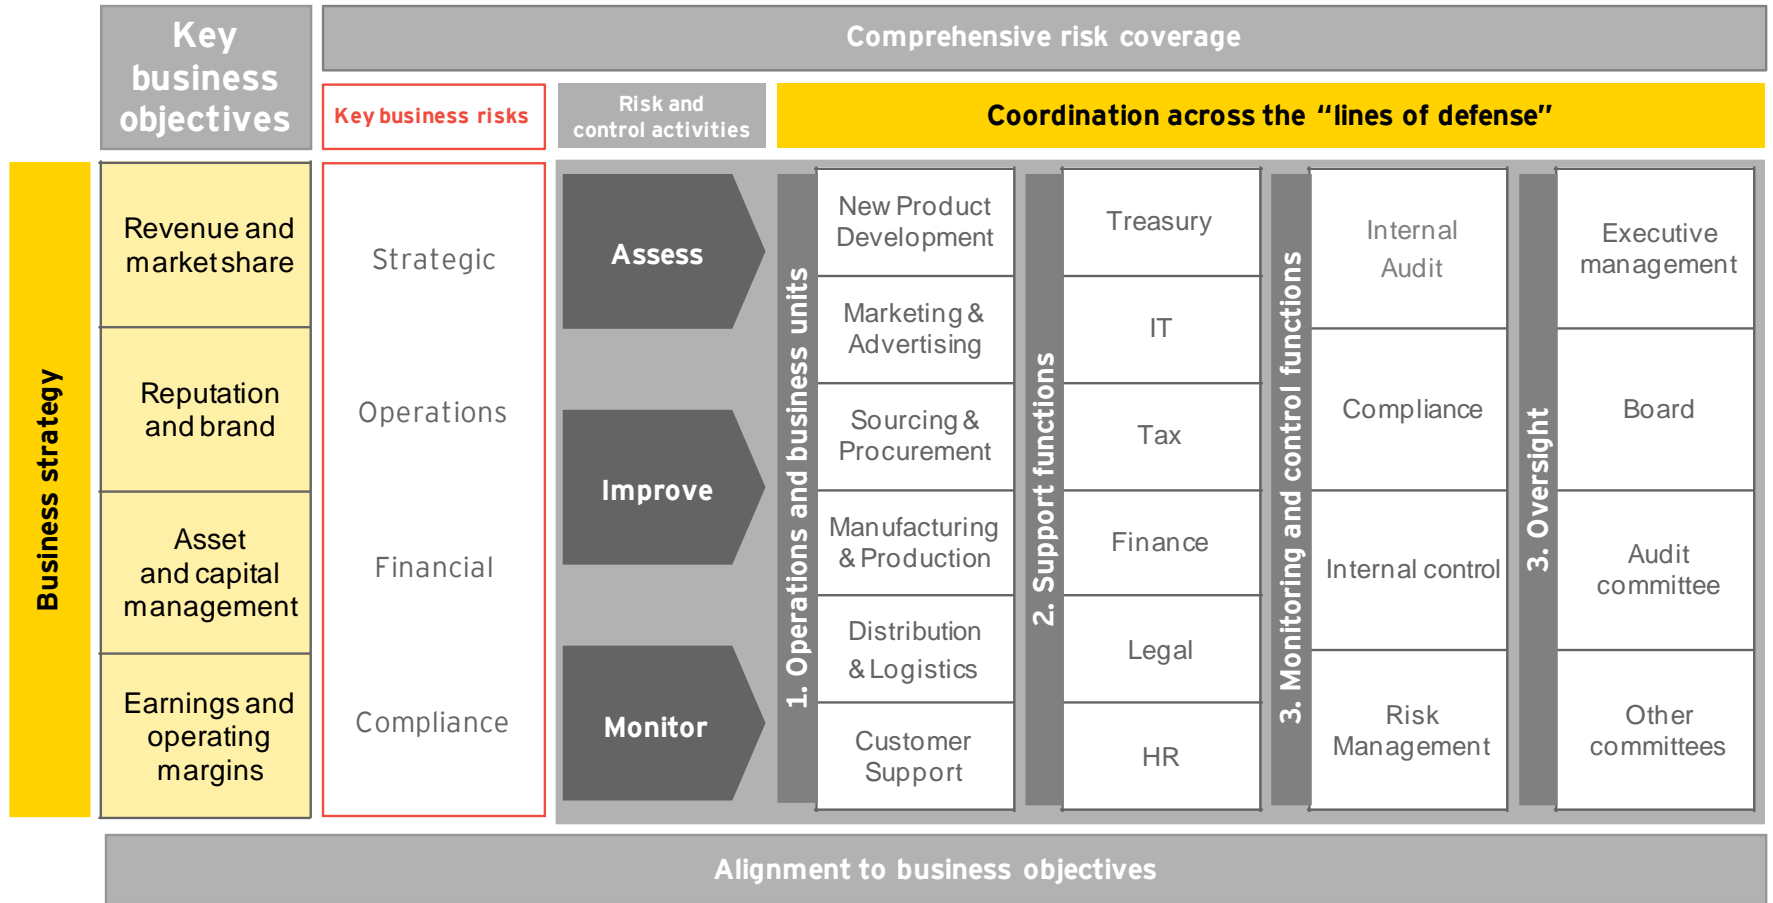 Key
business
objectives
Comprehensive risk coverage
Key business risks
Risk and
control activities
Coordination across the “lines of defense”
Business strategy
Revenue and
market share
Reputation
and brand
Asset
and capital
management
Earnings and
operating
margins
Strategic
Operations
Financial
Compliance
Assess
Improve
Monitor
1. Operations and business units
New Product
Development
Marketing &
Advertising
Sourcing &
Procurement
Manufacturing
& Production
Distribution
& Logistics
Customer
Support
2. Support functions
Treasury
IT
Tax
Finance
Legal
HR
3. Monitoring and control functions
Internal
Audit
Compliance
Internal control
Risk
Management
3. Oversight
Executive
management
Board
Audit
committee
Other
committees
Alignment to business objectives